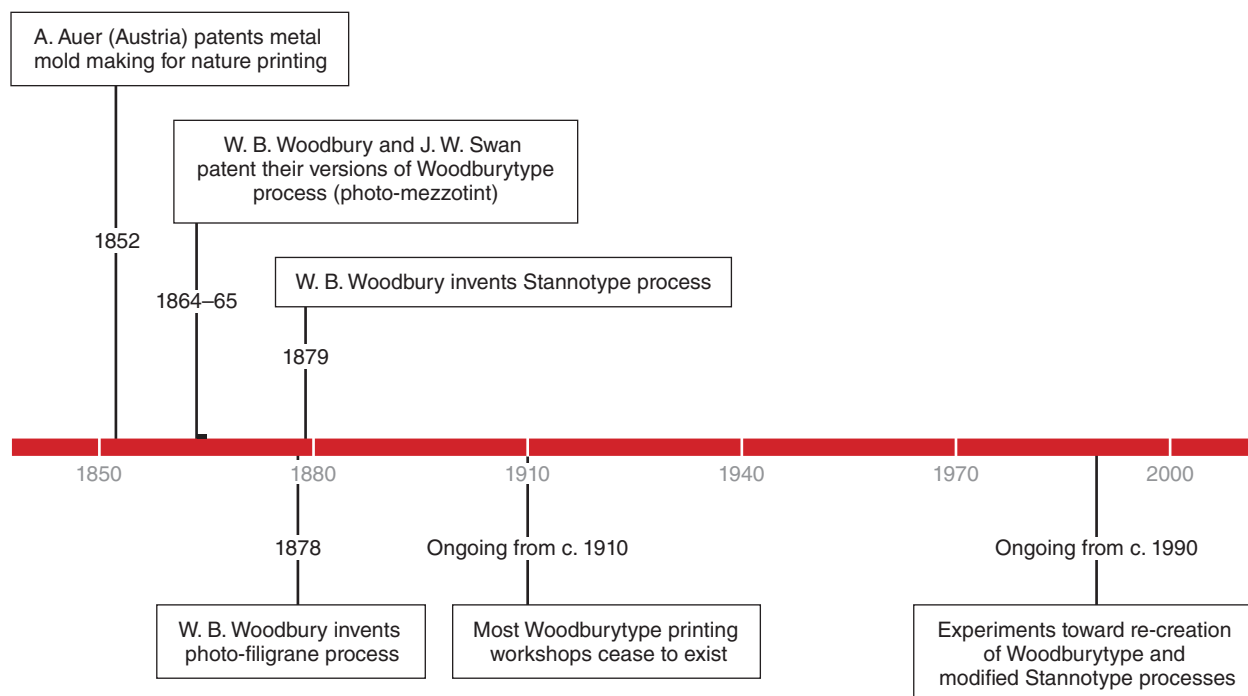 A. Auer (Austria) patents metal
mold making for nature printing
W. B. Woodbury and J. W. Swan
patent their versions of Woodburytype
process (photo-mezzotint)
1852
W. B. Woodbury invents Stannotype process
1864–65
1879
1850
1880
1910
1940
1970
2000
1878
Ongoing from c. 1910
Ongoing from c. 1990
W. B. Woodbury invents
photo-filigrane process
Most Woodburytype printing
workshops cease to exist
Experiments toward re-creation
of Woodburytype and
modified Stannotype processes